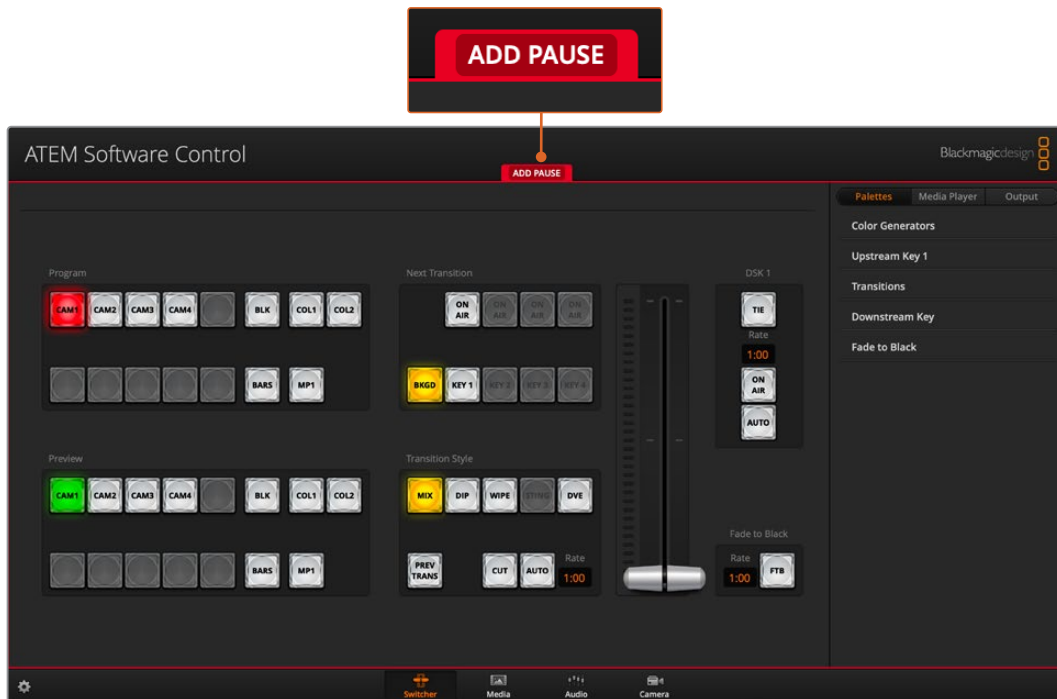 ADD PAUSE
ATEM Software Control
Blackmagicdesign
ADD PAUSE
Palettes Media Player Output
Color Generators
Upstream Key 1
Transitions
Downstream Key
Fade to Black
Program
CAM1 CAM2 CAM3 CAM4 BLK COL1 COL2
BARS MP1
Next Transition
ON AIR ON AIR ON AIR ON AIR
BKGD KEY 1 KEY 2 KEY 3 KEY 4
DSK 1
TIE
Rate
1:00
ON AIR
AUTO
Preview
CAM1 CAM2 CAM3 CAM4 BLK COL1 COL2
BARS MP1
Transition Style
MIX DIP WIPE STING DVE
PREV TRANS CUT AUTO Rate 1:00
Fade to Black
Rate
1:00 FTB
Switcher Media Audio Camera